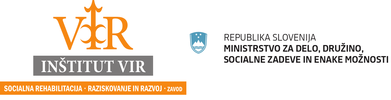 VIR
INŠTITUT VIR
SOCIALNA REHABILITACIJA - RAZISKOVANJE IN RAZVOJ - ZAVOD
REPUBLIKA SLOVENIJA
MINISTRSTVO ZA DELO, DRUŽINO,
SOCIALNE ZADEVE IN ENAKE MOŽNOSTI